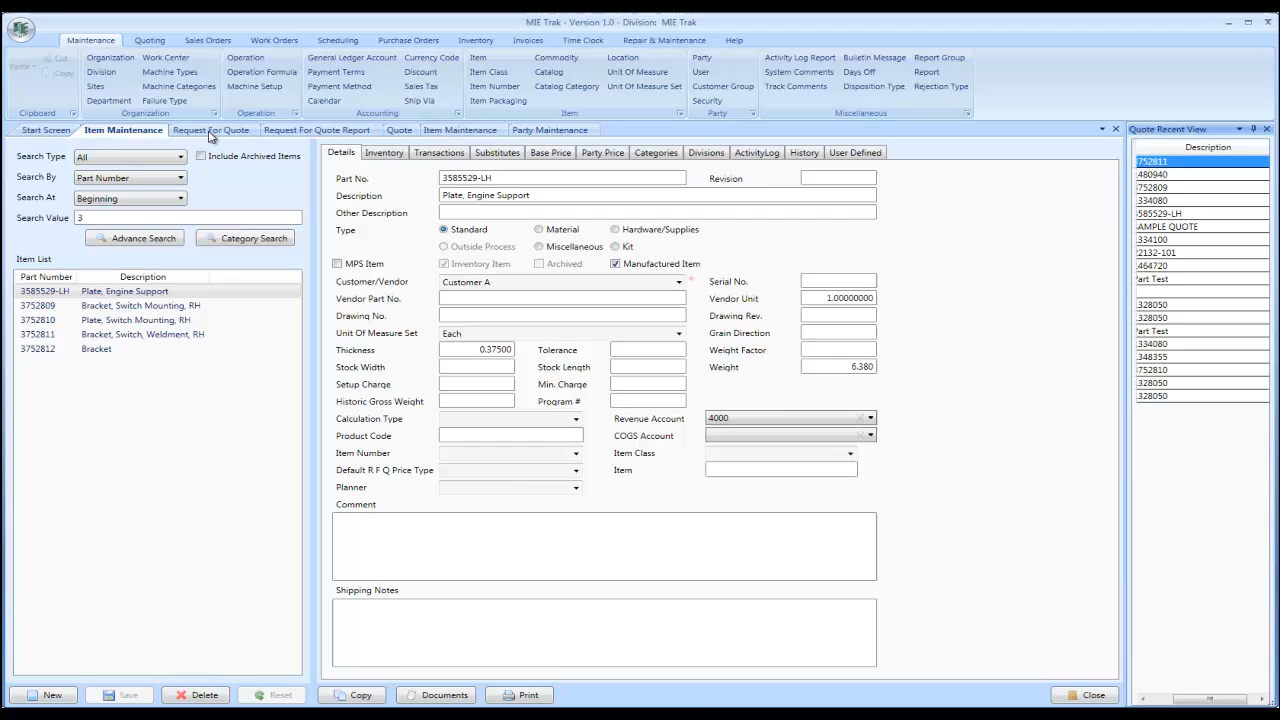 MIE Trak - Version 1.0 - Division: MIE Trak
Maintenance Quoting Sales Orders Work Orders Scheduling Purchase Orders Inventory Invoices Time Clock Repair & Maintenance Help
Paste Cut Copy
Clipboard
Organization Work Center
Division Machine Types
Sites Machine Categories
Department Failure Type
Organization
Operation
Operation Formula
Machine Setup
Operation
General Ledger Account Currency Code
Payment Terms Discount
Payment Method Sales Tax
Calendar Ship Via
Accounting
Item Commodity Location
Item Class Catalog Unit Of Measure
Item Number Catalog Category Unit Of Measure Set
Item Packaging
Item
Party
User
Customer Group
Security
Party
Activity Log Report Bulletin Message Report Group
System Comments Days Off Report
Track Comments Disposition Type Rejection Type
Miscellaneous
Start Screen Item Maintenance Request For Quote Request For Quote Report Quote Item Maintenance Party Maintenance
Search Type All Include Archived Items
Search By Part Number
Search At Beginning
Search Value 3
Advance Search Category Search
Item List
Part Number Description
3585529-LH Plate, Engine Support
3752809 Bracket, Switch Mounting, RH
3752810 Plate, Switch Mounting, RH
3752811 Bracket, Switch, Weldment, RH
3752812 Bracket
Details Inventory Transactions Substitutes Base Price Party Price Categories Divisions ActivityLog History User Defined
Part No. 3585529-LH Revision
Description Plate, Engine Support
Other Description
Type Standard Material Hardware/Supplies
Outside Process Miscellaneous Kit
MPS Item Inventory Item Archived Manufactured Item
Customer/Vendor Customer A * Serial No.
Vendor Part No. Vendor Unit 1.00000000
Drawing No. Drawing Rev.
Unit Of Measure Set Each Grain Direction
Thickness 0.37500 Tolerance Weight Factor
Stock Width Stock Length Weight 6.380
Setup Charge Min. Charge
Historic Gross Weight Program #
Calculation Type Revenue Account 4000
Product Code COGS Account
Item Number Item Class
Default R F Q Price Type Item
Planner
Comment
Shipping Notes
New Save Delete Reset Copy Documents Print Close
Quote Recent View
Description
3752811
.480940
3752809
.334080
3585529-LH
SAMPLE QUOTE
.334100
22132-101
.464720
Part Test
.328050
.328050
Part Test
.334080
.348355
3752810
.328050
.328050